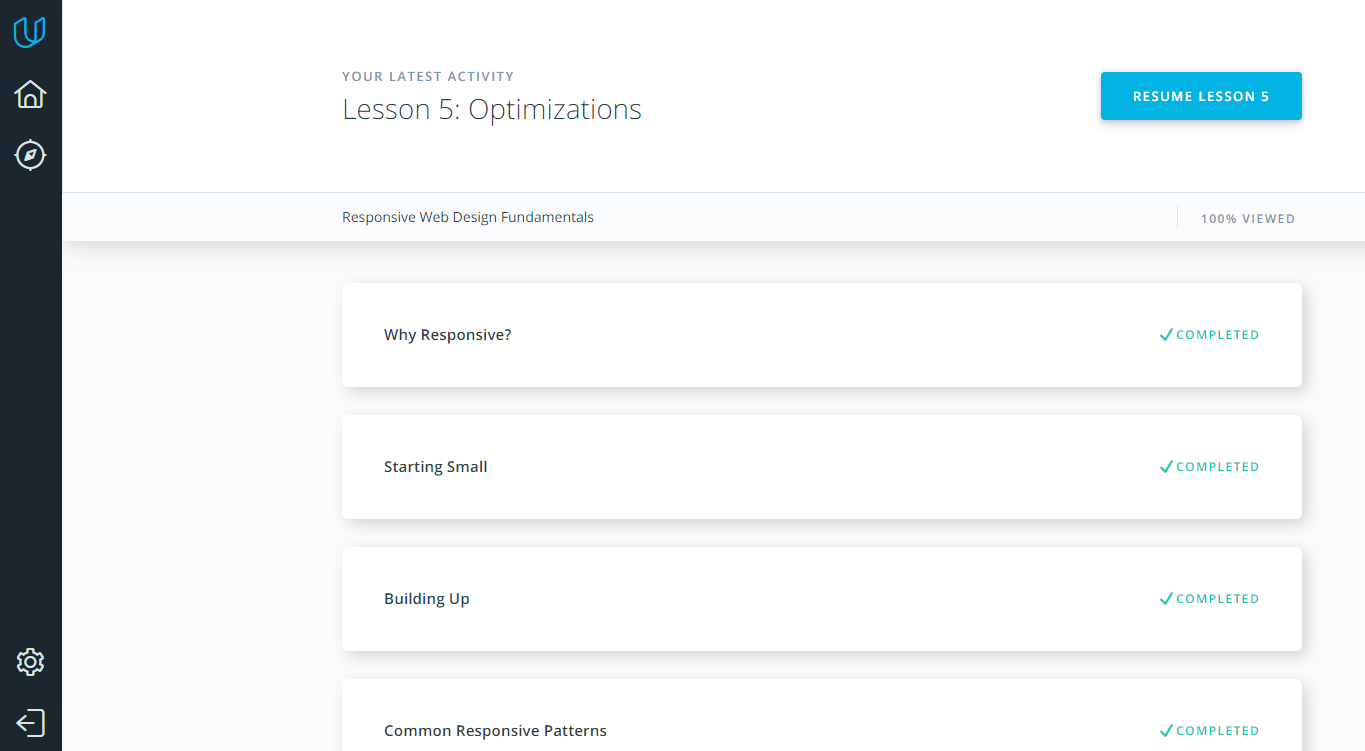 YOUR LATEST ACTIVITY
Lesson 5: Optimizations
RESUME LESSON 5
Responsive Web Design Fundamentals
100% VIEWED
Why Responsive?
COMPLETED
Starting Small
COMPLETED
Building Up
COMPLETED
Common Responsive Patterns
COMPLETED